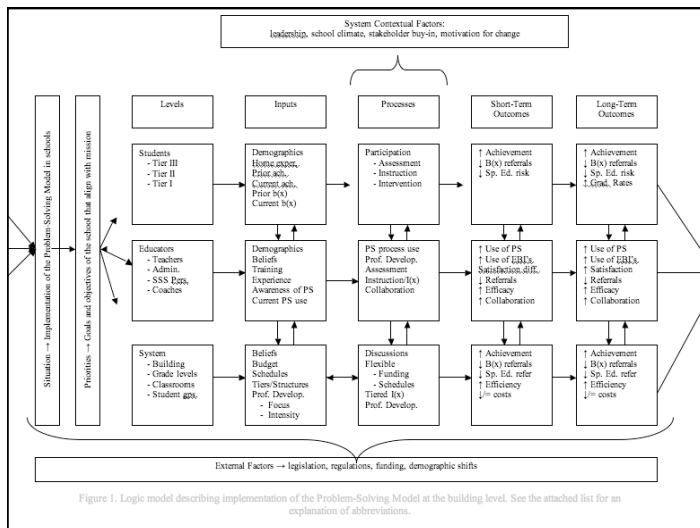 System Contextual Factors:
leadership, school climate, stakeholder buy-in, motivation for change
Situation → Implementation of the Problem-Solving Model in schools
Priorities → Goals and objectives of the school that align with mission
Levels
Inputs
Processes
Short-Term
Outcomes
Long-Term
Outcomes
Students
- Tier III
- Tier II
- Tier I
Demographics
Home exper.
Prior ach.
Current ach.
Prior b(x)
Current b(x)
Participation
- Assessment
- Instruction
- Intervention
↑ Achievement
↓ B(x) referrals
↓ Sp. Ed. risk
↑ Achievement
↓ B(x) referrals
↓ Sp. Ed. risk
↑ Grad. Rates
Educators
- Teachers
- Admin.
- SSS Pers.
- Coaches
Demographics
Beliefs
Training
Experience
Awareness of PS
Current PS use
PS process use
Prof. Develop.
Assessment
Instruction/I(x)
Collaboration
↑ Use of PS
↑ Use of EBI's
Satisfaction diff.
↓ Referrals
↑ Efficacy
↑ Collaboration
↑ Use of PS
↑ Use of EBI's
↑ Satisfaction
↓ Referrals
↑ Efficacy
↑ Collaboration
System
- Building
- Grade levels
- Classrooms
- Student gps.
Beliefs
Budget
Schedules
Tiers/Structures
Prof. Develop.
- Focus
- Intensity
Discussions
Flexible
- Funding
- Schedules
Tiered I(x)
Prof. Develop.
↑ Achievement
↓ B(x) referrals
↓ Sp. Ed. refer
↑ Efficiency
↓/= costs
↑ Achievement
↓ B(x) referrals
↓ Sp. Ed. refer
↑ Efficiency
↓/= costs
External Factors → legislation, regulations, funding, demographic shifts
Figure 1. Logic model describing implementation of the Problem-Solving Model at the building level. See the attached list for an
explanation of abbreviations.